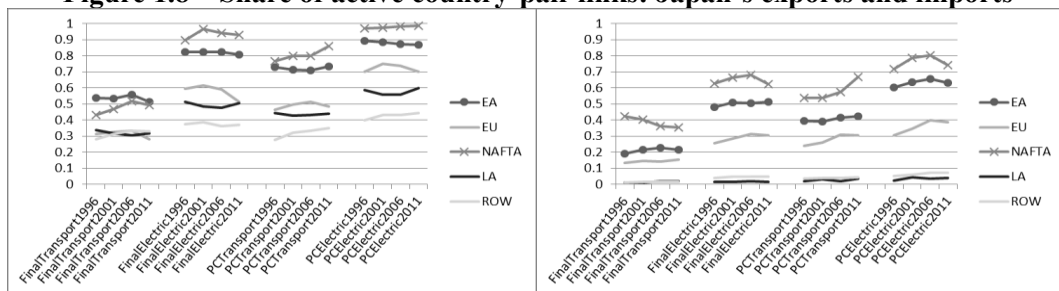 Figure 1.8 Share of active country-pair links: Japan's exports and imports
1
0.9
0.8
0.7
0.6
0.5
0.4
0.3
0.2
0.1
0
FinalTransport1996
FinalTransport2001
FinalTransport2006
FinalTransport2011
FinalElectric1996
FinalElectric2001
FinalElectric2006
FinalElectric2011
PCTransport1996
PCTransport2001
PCTransport2006
PCTransport2011
PCElectric1996
PCElectric2001
PCElectric2006
PCElectric2011
EA
EU
NAFTA
LA
ROW
1
0.9
0.8
0.7
0.6
0.5
0.4
0.3
0.2
0.1
0
FinalTransport1996
FinalTransport2001
FinalTransport2006
FinalTransport2011
FinalElectric1996
FinalElectric2001
FinalElectric2006
FinalElectric2011
PCTransport1996
PCTransport2001
PCTransport2006
PCTransport2011
PCElectric1996
PCElectric2001
PCElectric2006
PCElectric2011
EA
EU
NAFTA
LA
ROW